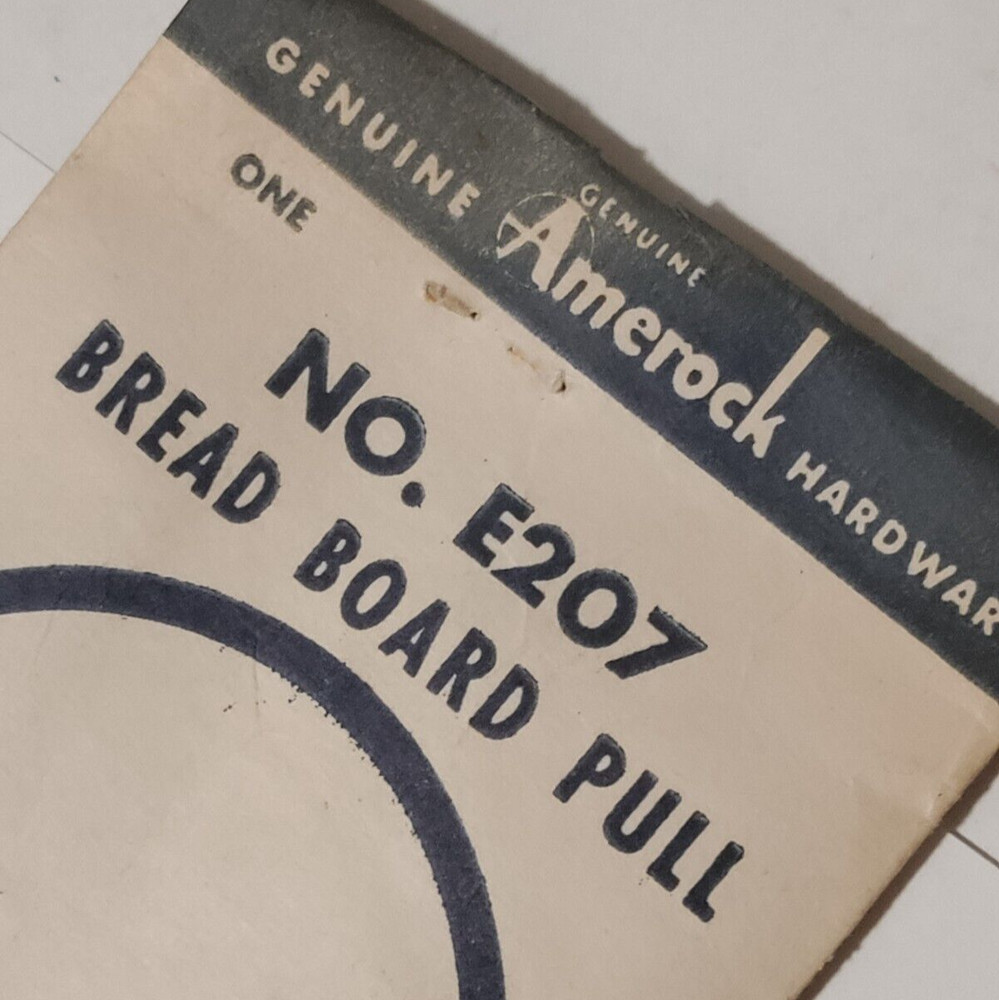 GENUINE GENUINE Amerock HARDWAR
ONE
NO. E207
BREAD BOARD PULL